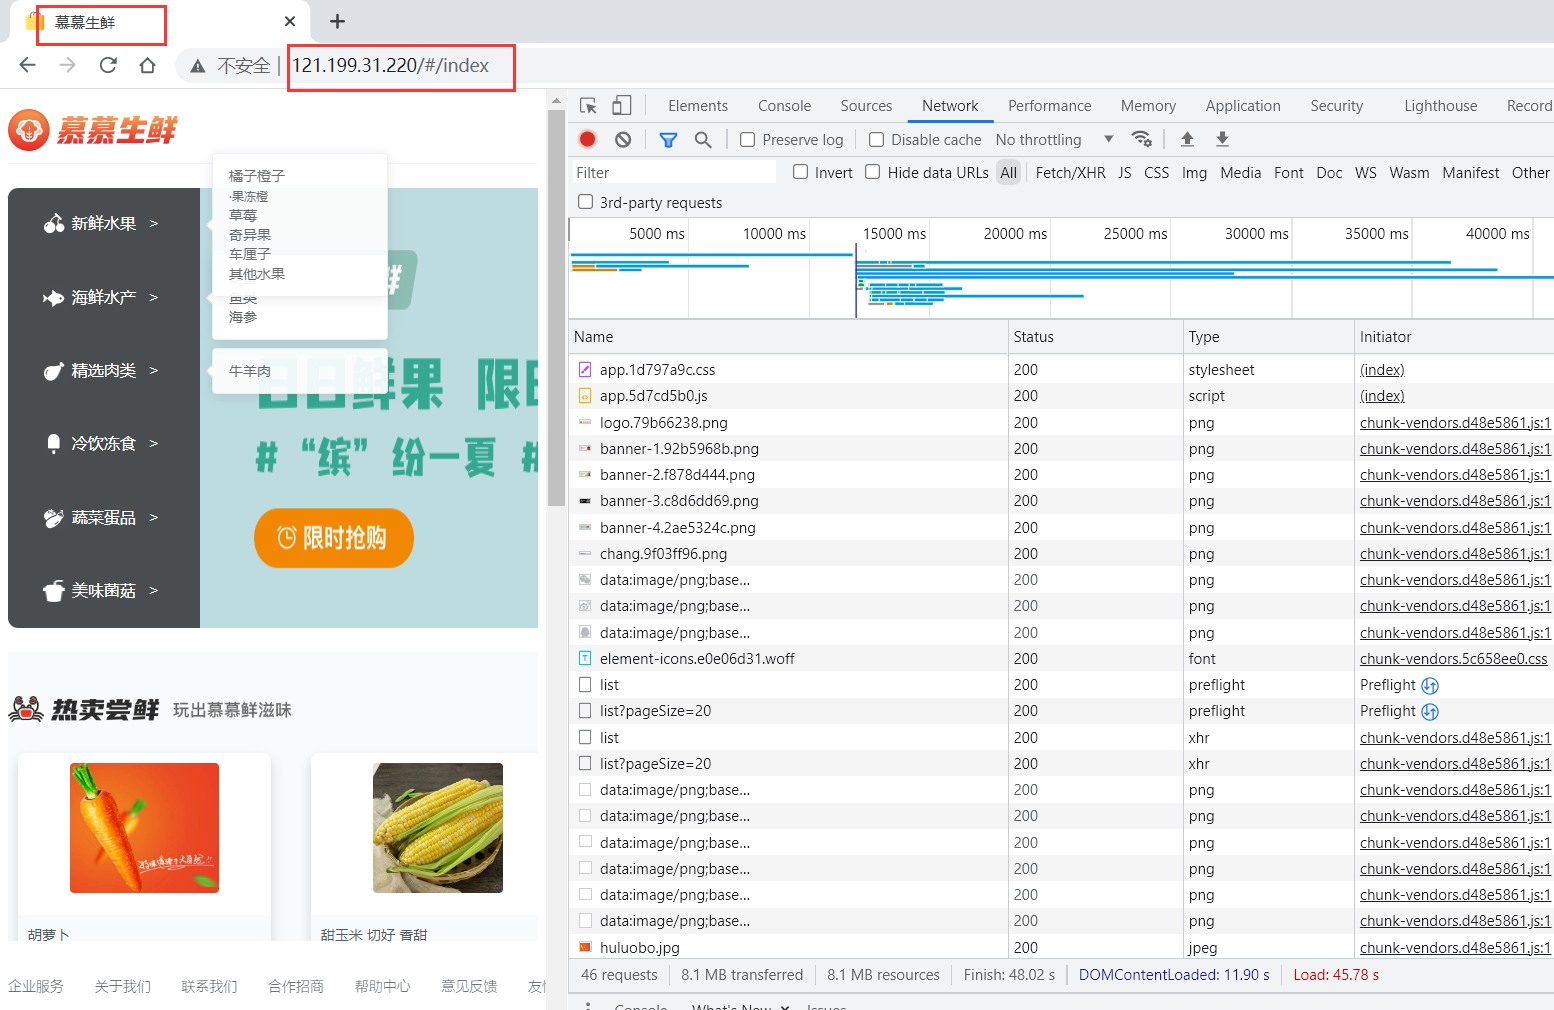 慕慕生鲜
不安全 121.199.31.220/#/index
慕慕生鲜
新鲜水果 >
海鲜水产 >
精选肉类 >
冷饮冻食 >
蔬菜蛋品 >
美味菌菇 >
橘子橙子
·果冻橙
草莓
奇异果
车厘子
其他水果
鱼类
海参
牛羊肉
#
日日鲜果 限日
# “缤”纷一夏 #
限时抢购
热卖尝鲜 玩出慕慕鲜滋味
胡萝卜
甜玉米 切好 香甜
企业服务 关于我们 联系我们 合作招商 帮助中心 意见反馈 友
Elements Console Sources Network Performance Memory Application Security Lighthouse Record
Preserve log Disable cache No throttling
Filter Invert Hide data URLs All Fetch/XHR JS CSS Img Media Font Doc WS Wasm Manifest Other
3rd-party requests
5000 ms 10000 ms 15000 ms 20000 ms 25000 ms 30000 ms 35000 ms 40000 ms
Name Status Type Initiator
app.1d797a9c.css 200 stylesheet (index)
app.5d7cd5b0.js 200 script (index)
logo.79b66238.png 200 png chunk-vendors.d48e5861.js:1
banner-1.92b5968b.png 200 png chunk-vendors.d48e5861.js:1
banner-2.f878d444.png 200 png chunk-vendors.d48e5861.js:1
banner-3.c8d6dd69.png 200 png chunk-vendors.d48e5861.js:1
banner-4.2ae5324c.png 200 png chunk-vendors.d48e5861.js:1
chang.9f03ff96.png 200 png chunk-vendors.d48e5861.js:1
data:image/png;base... 200 png chunk-vendors.d48e5861.js:1
data:image/png;base... 200 png chunk-vendors.d48e5861.js:1
data:image/png;base... 200 png chunk-vendors.d48e5861.js:1
element-icons.e0e06d31.woff 200 font chunk-vendors.5c658ee0.css
list 200 preflight Preflight
list?pageSize=20 200 preflight Preflight
list 200 xhr chunk-vendors.d48e5861.js:1
list?pageSize=20 200 xhr chunk-vendors.d48e5861.js:1
data:image/png;base... 200 png chunk-vendors.d48e5861.js:1
data:image/png;base... 200 png chunk-vendors.d48e5861.js:1
data:image/png;base... 200 png chunk-vendors.d48e5861.js:1
data:image/png;base... 200 png chunk-vendors.d48e5861.js:1
data:image/png;base... 200 png chunk-vendors.d48e5861.js:1
data:image/png;base... 200 png chunk-vendors.d48e5861.js:1
huluobo.jpg 200 jpeg chunk-vendors.d48e5861.js:1
46 requests 8.1 MB transferred 8.1 MB resources Finish: 48.02 s DOMContentLoaded: 11.90 s Load: 45.78 s
Console What's New Issues